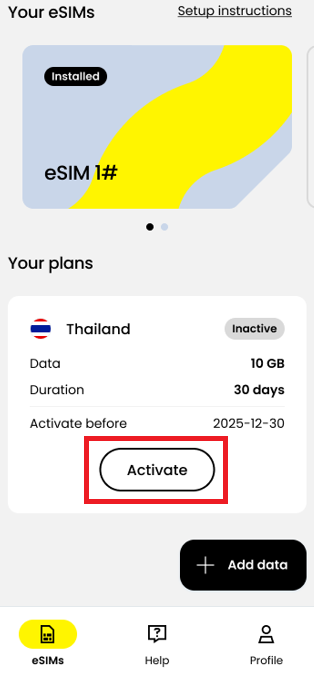 Your eSIMs
Setup instructions
Installed
eSIM 1#
Your plans
Thailand
Inactive
Data
10 GB
Duration
30 days
Activate before
2025-12-30
Activate
Add data
eSIMs
Help
Profile